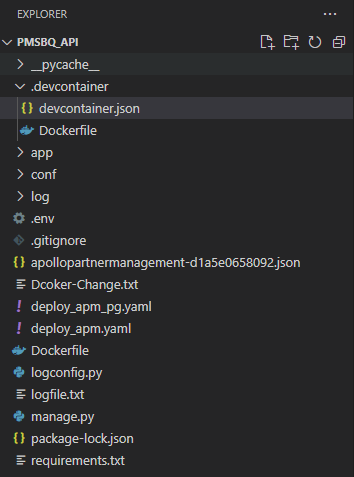 EXPLORER
PMSBQ_API
__pycache__
.devcontainer
devcontainer.json
Dockerfile
app
conf
log
.env
.gitignore
apollopartnermanagement-d1a5e0658092.json
Dcoker-Change.txt
deploy_apm_pg.yaml
deploy_apm.yaml
Dockerfile
logconfig.py
logfile.txt
manage.py
package-lock.json
requirements.txt